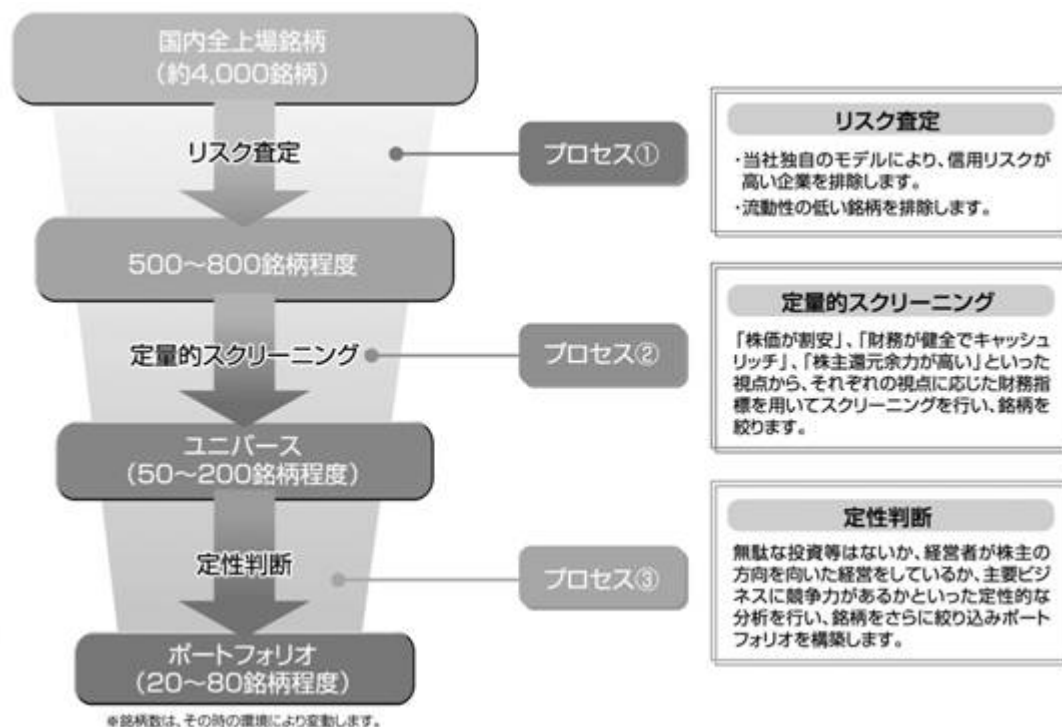 国内全上場銘柄
(約4,000銘柄)
リスク査定
プロセス①
リスク査定
・当社独自のモデルにより、信用リスクが
高い企業を排除します。
・流動性の低い銘柄を排除します。
500～800銘柄程度
定量的スクリーニング
プロセス②
定量的スクリーニング
「株価が割安」、「財務が健全でキャッシュ
リッチ」、「株主還元余力が高い」といった
視点から、それぞれの視点に応じた財務指
標を用いてスクリーニングを行い、銘柄を
絞ります。
ユニバース
(50～200銘柄程度)
定性判断
プロセス③
定性判断
無駄な投資等はないか、経営者が株主の
方向を向いた経営をしているか、主要ビジ
ネスに競争力があるかといった定性的な
分析を行い、銘柄をさらに絞り込みポート
フォリオを構築します。
ポートフォリオ
(20～80銘柄程度)
※銘柄数は、その時の環境により変動します。